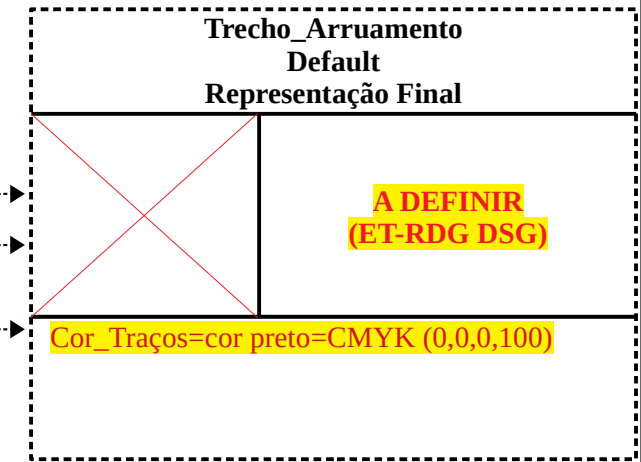 Trecho_Arruamento
Default
Representação Final
A DEFINIR
(ET-RDG DSG)
Cor_Traços=cor preto=CMYK (0,0,0,100)